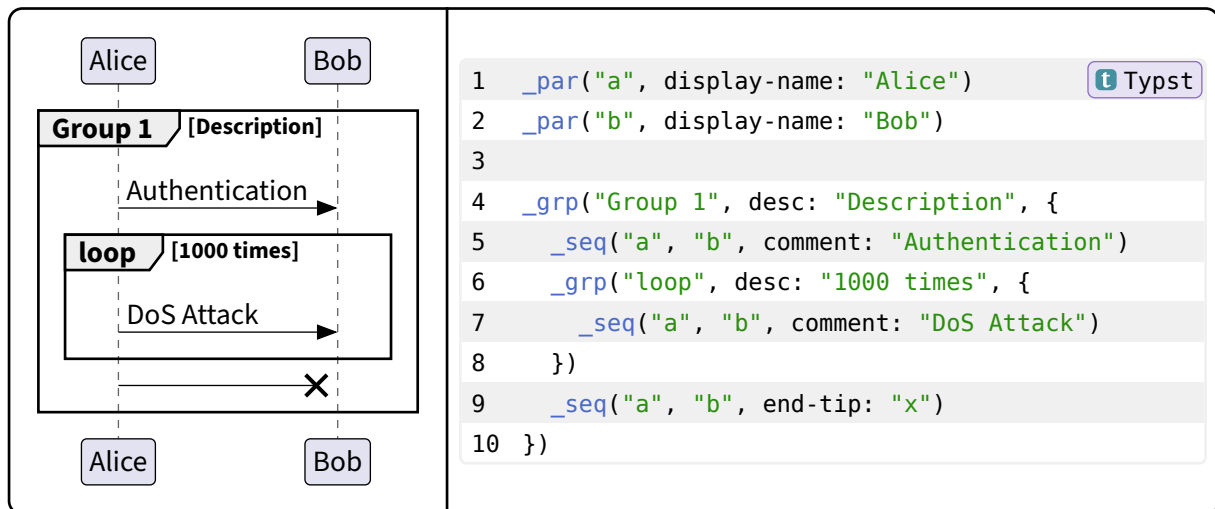 Alice Bob
Group 1 [Description]
Authentication
loop [1000 times]
DoS Attack
Alice Bob
1 _par("a", display-name: "Alice")
t Typst
2 _par("b", display-name: "Bob")
3
4 _grp("Group 1", desc: "Description", {
5   _seq("a", "b", comment: "Authentication")
6   _grp("loop", desc: "1000 times", {
7     _seq("a", "b", comment: "DoS Attack")
8   })
9   _seq("a", "b", end-tip: "x")
10 })